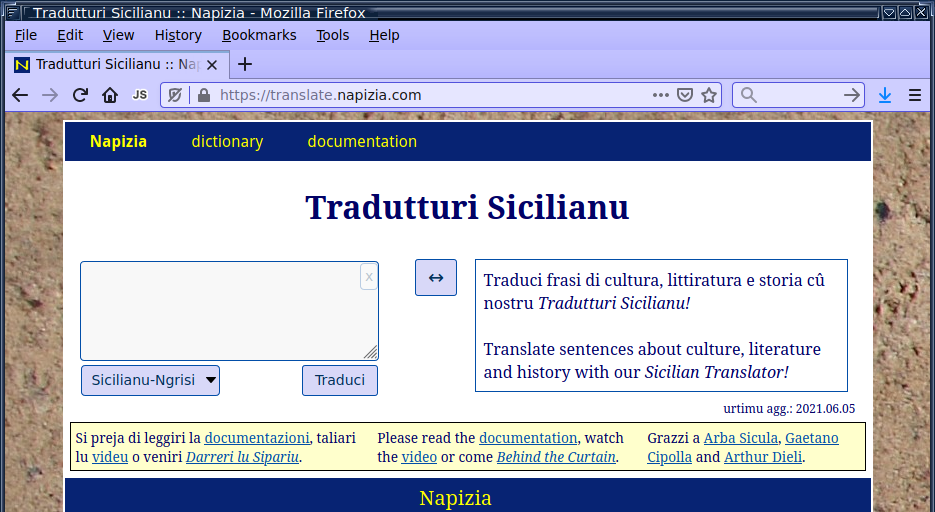 Tradutturi Sicilianu :: Napizia - Mozilla Firefox
File Edit View History Bookmarks Tools Help
Tradutturi Sicilianu :: Nap
JS https://translate.napizia.com
Napizia dictionary documentation
Tradutturi Sicilianu
x
↔
Traduci frasi di cultura, littiratura e storia cû
nostru Tradutturi Sicilianu!
Translate sentences about culture, literature
and history with our Sicilian Translator!
Sicilianu-Ngrisi Traduci
urtimu agg.: 2021.06.05
Si preja di leggiri la documentazioni, taliari
lu videu o veniri Darreri lu Sipariu.
Please read the documentation, watch
the video or come Behind the Curtain.
Grazzi a Arba Sicula, Gaetano
Cipolla and Arthur Dieli.
Napizia